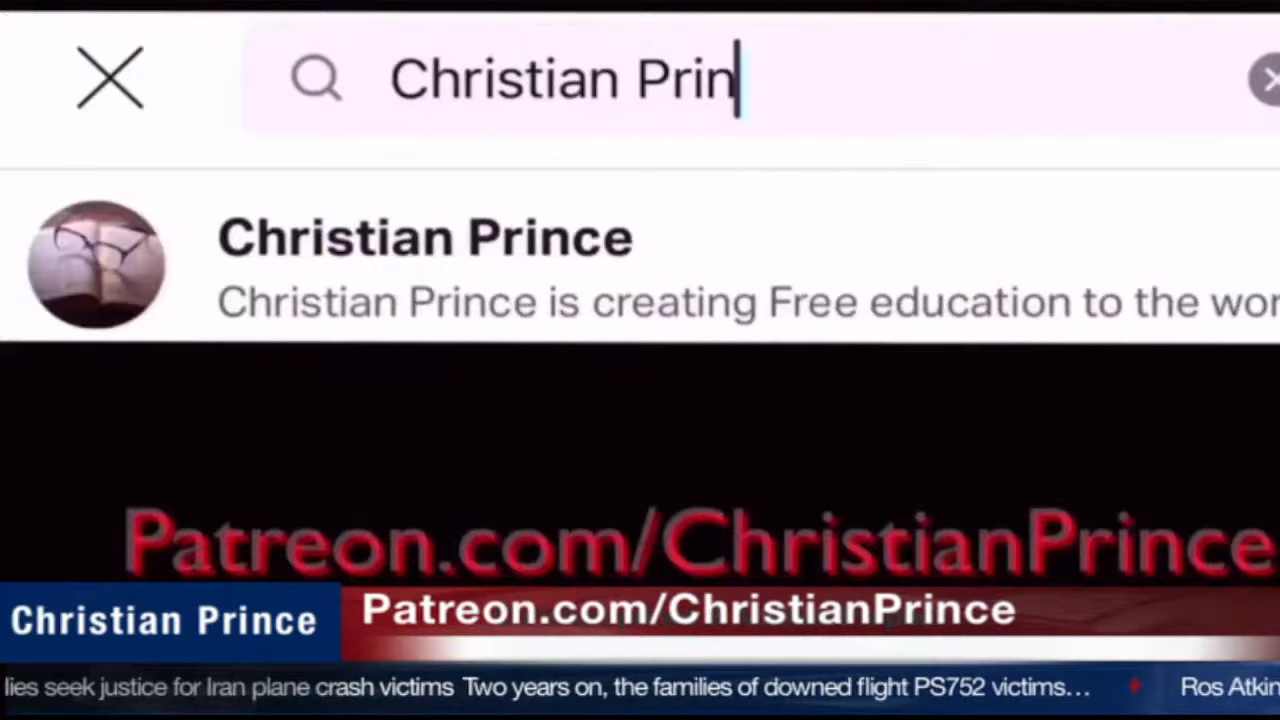 Christian Prin
Christian Prince
Christian Prince is creating Free education to the wor
Patreon.com/ChristianPrince
Christian Prince
Patreon.com/ChristianPrince
lies seek justice for Iran plane crash victims Two years on, the families of downed flight PS752 victims... Ros Atkin